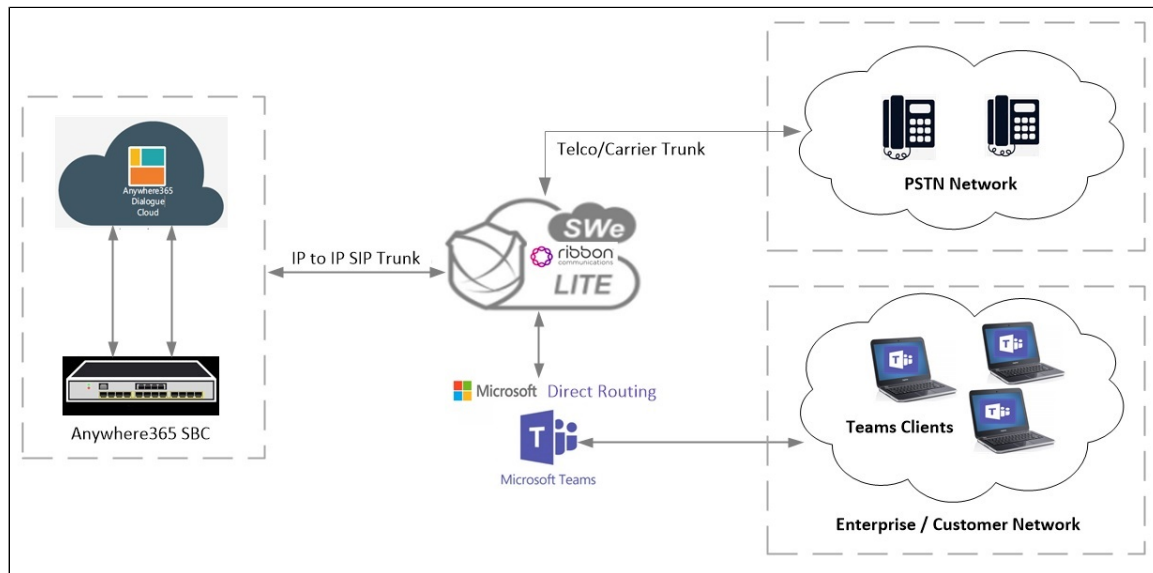 Anywhere365
Dialogue
Cloud
Anywhere365 SBC
IP to IP SIP Trunk
Telco/Carrier Trunk
SWe
ribbon
communications
LITE
Microsoft Direct Routing
T
Microsoft Teams
PSTN Network
T
T
T
Teams Clients
Enterprise / Customer Network